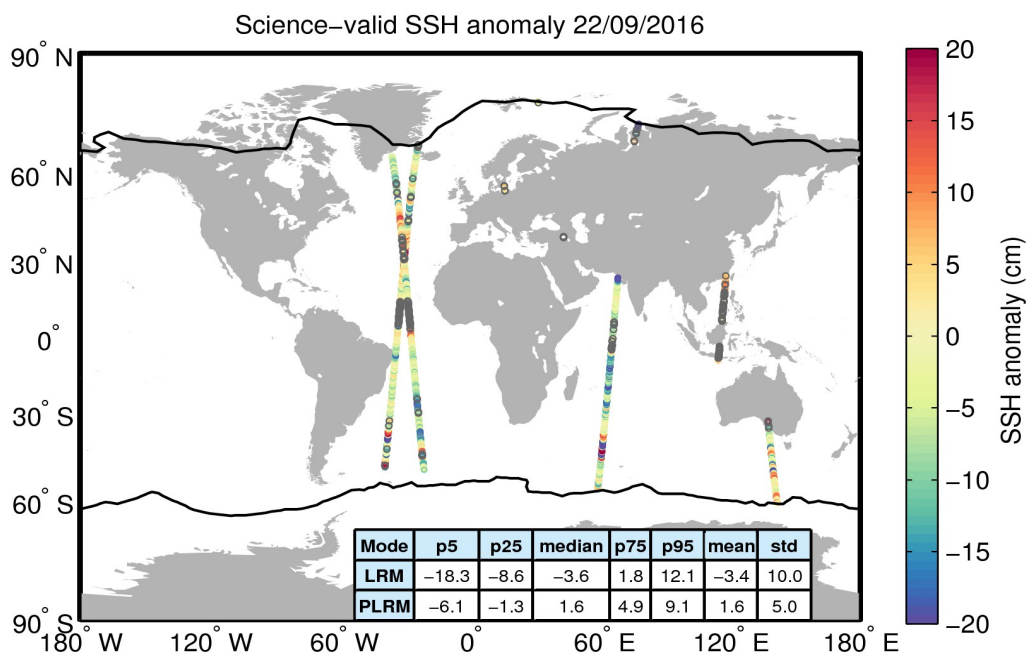 Science−valid SSH anomaly 22/09/2016
90° N
60° N
30° N
0°
30° S
60° S
90° S
180° W 120° W 60° W 0° 60° E 120° E 180° E
Mode p5 p25 median p75 p95 mean std
LRM −18.3 −8.6 −3.6 1.8 12.1 −3.4 10.0
PLRM −6.1 −1.3 1.6 4.9 9.1 1.6 5.0
20
15
10
5
0
−5
−10
−15
−20
SSH anomaly (cm)